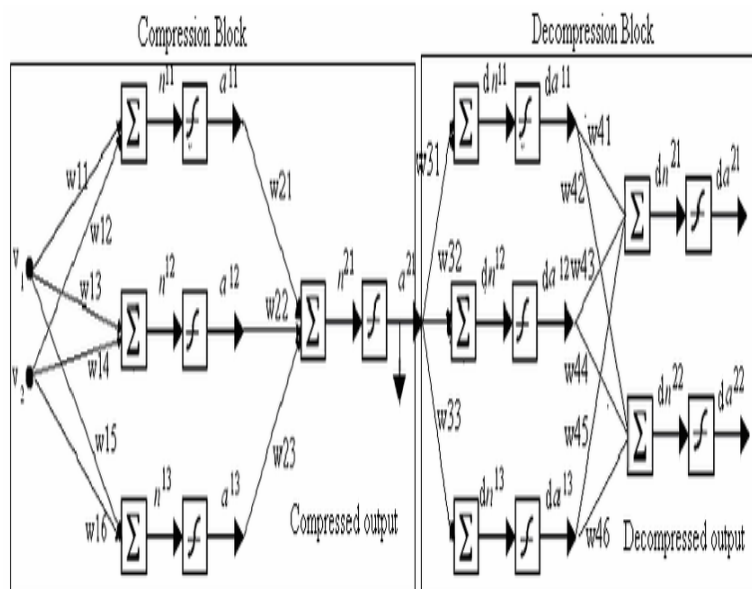 Compression Block
Decompression Block
n¹¹
a¹¹
dn¹¹
da¹¹
Σ
ƒ
Σ
ƒ
w41
w11
w31
w42
w21
w12
dn²¹
da²¹
Σ
ƒ
v₁
w13
n¹²
a¹²
w22
n²¹
a²¹
w32
dn¹²
da¹²
w43
Σ
ƒ
Σ
ƒ
Σ
ƒ
w14
v₂
w44
dn²²
da²²
w15
w23
w33
w45
Σ
ƒ
n¹³
a¹³
dn¹³
da¹³
w16
Σ
ƒ
Compressed output
Σ
ƒ
w46
Decompressed output